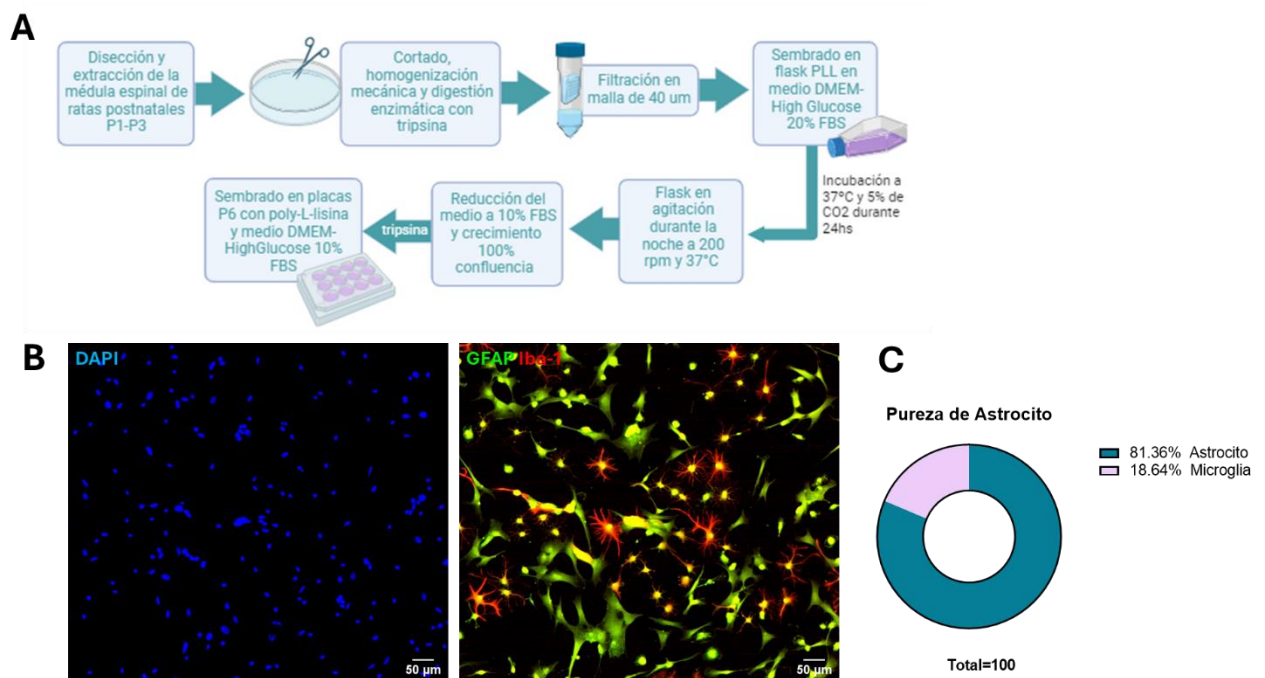 A
Disección y
extracción de la
médula espinal de
ratas postnatales
P1-P3
Cortado,
homogenización
mecánica y digestión
enzimática con
tripsina
Filtración en
malla de 40 um
Sembrado en
flask PLL en
medio DMEM-
High Glucose
20% FBS
Incubación a
37ºC y 5% de
CO2 durante
24hs
Flask en
agitación
durante la
noche a 200
rpm y 37°C
Reducción del
medio a 10% FBS
y crecimiento
100%
confluencia
tripsina
Sembrado en placas
P6 con poly-L-lisina
y medio DMEM-
HighGlucose 10%
FBS
B
DAPI
50 µm
GFAP Iba-1
50 µm
C
Pureza de Astrocito
81.36% Astrocito
18.64% Microglia
Total=100